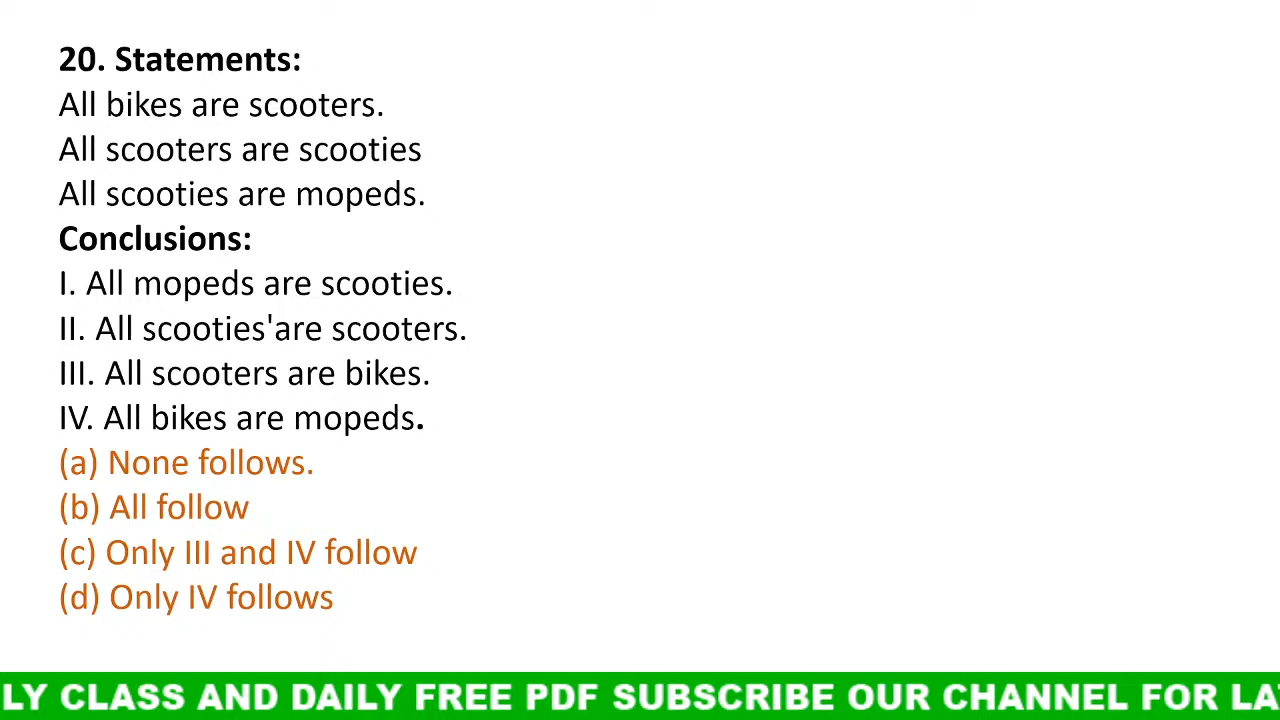 20. Statements:
All bikes are scooters.
All scooters are scooties
All scooties are mopeds.
Conclusions:
I. All mopeds are scooties.
II. All scooties'are scooters.
III. All scooters are bikes.
IV. All bikes are mopeds.
(a) None follows.
(b) All follow
(c) Only III and IV follow
(d) Only IV follows
LY CLASS AND DAILY FREE PDF SUBSCRIBE OUR CHANNEL FOR LA